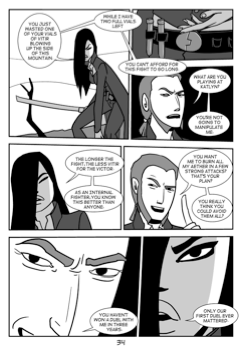 YOU JUST
WASTED ONE
OF YOUR VIALS
OF VITIR
BLOWING
UP THE SIDE
OF THIS
MOUNTAIN.
WHILE I HAVE
TWO FULL VIALS
LEFT.
YOU CAN'T AFFORD FOR
THIS FIGHT TO GO LONG.
WHAT ARE YOU
PLAYING AT
KATLYN?
YOU'RE NOT
GOING TO
MANIPULATE
ME.
THE LONGER THE
FIGHT, THE LESS VITIR
FOR THE VICTOR.
AS AN INTERNAL
FIGHTER, YOU KNOW
THIS BETTER THAN
ANYONE.
YOU WANT
ME TO BURN ALL
MY AETHER IN A FEW
STRONG ATTACKS?
THAT'S YOUR
PLAN?
YOU REALLY
THINK YOU
COULD AVOID
THEM ALL?
YOU HAVEN'T
WON A DUEL WITH
ME IN THREE
YEARS.
ONLY OUR
FIRST DUEL EVER
MATTERED.
34